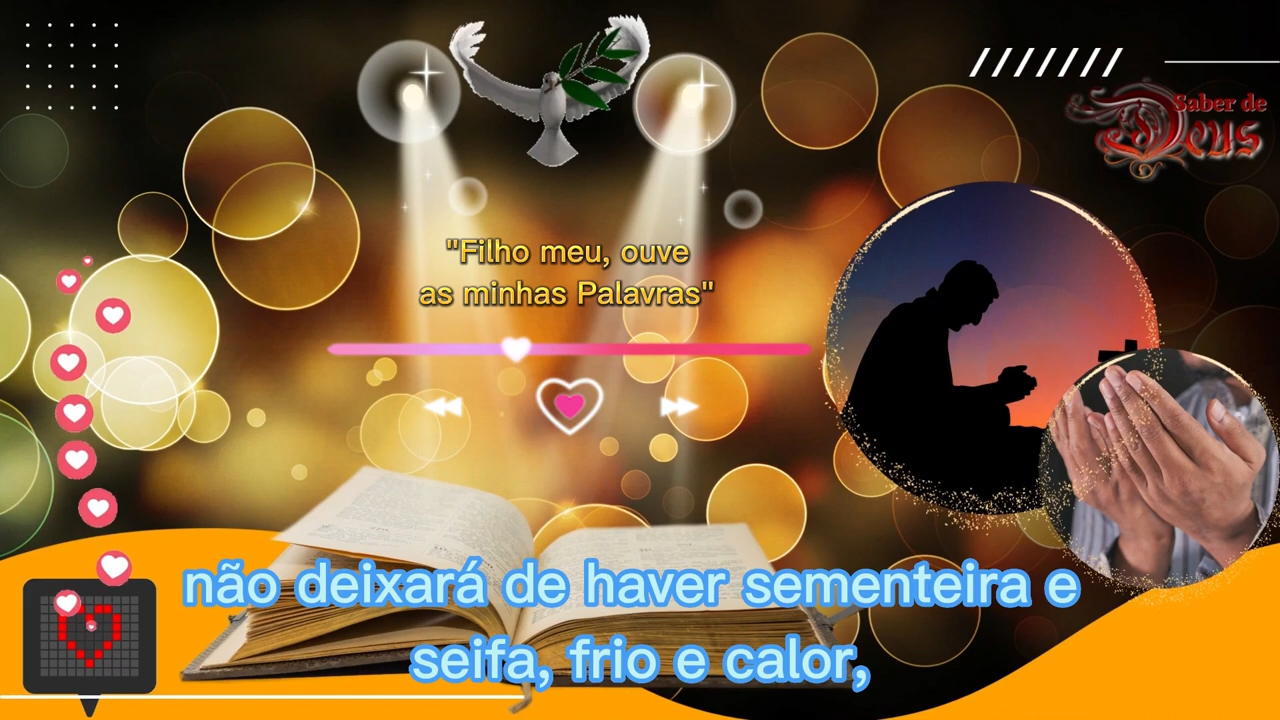 Saber de
Deus
"Filho meu, ouve
as minhas Palavras"
não deixará de haver sementeira e
seifa, frio e calor,